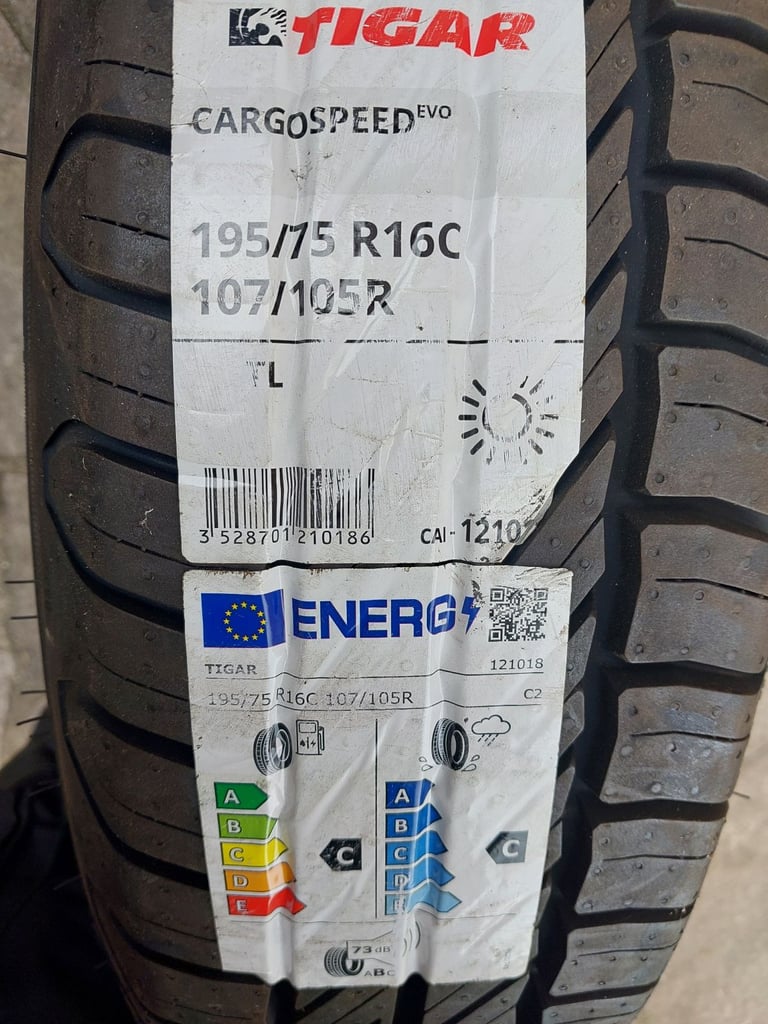 TIGAR
CARGOSPEED EVO
195/75 R16C
107/105R
TL
3 528701 210186
CAI-12101
ENERG
TIGAR 121018
195/75 R16C 107/105R C2
A A
B B
C C C C
D D
E E
73 dB
ABC